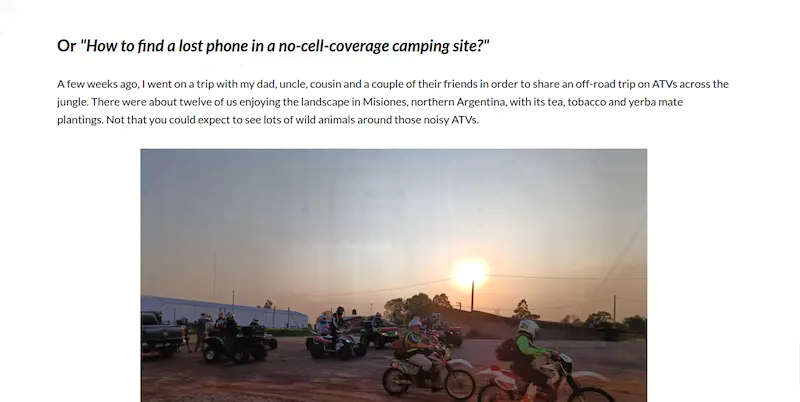 Or "How to find a lost phone in a no-cell-coverage camping site?"
A few weeks ago, I went on a trip with my dad, uncle, cousin and a couple of their friends in order to share an off-road trip on ATVs across the
jungle. There were about twelve of us enjoying the landscape in Misiones, northern Argentina, with its tea, tobacco and yerba mate
plantings. Not that you could expect to see lots of wild animals around those noisy ATVs.